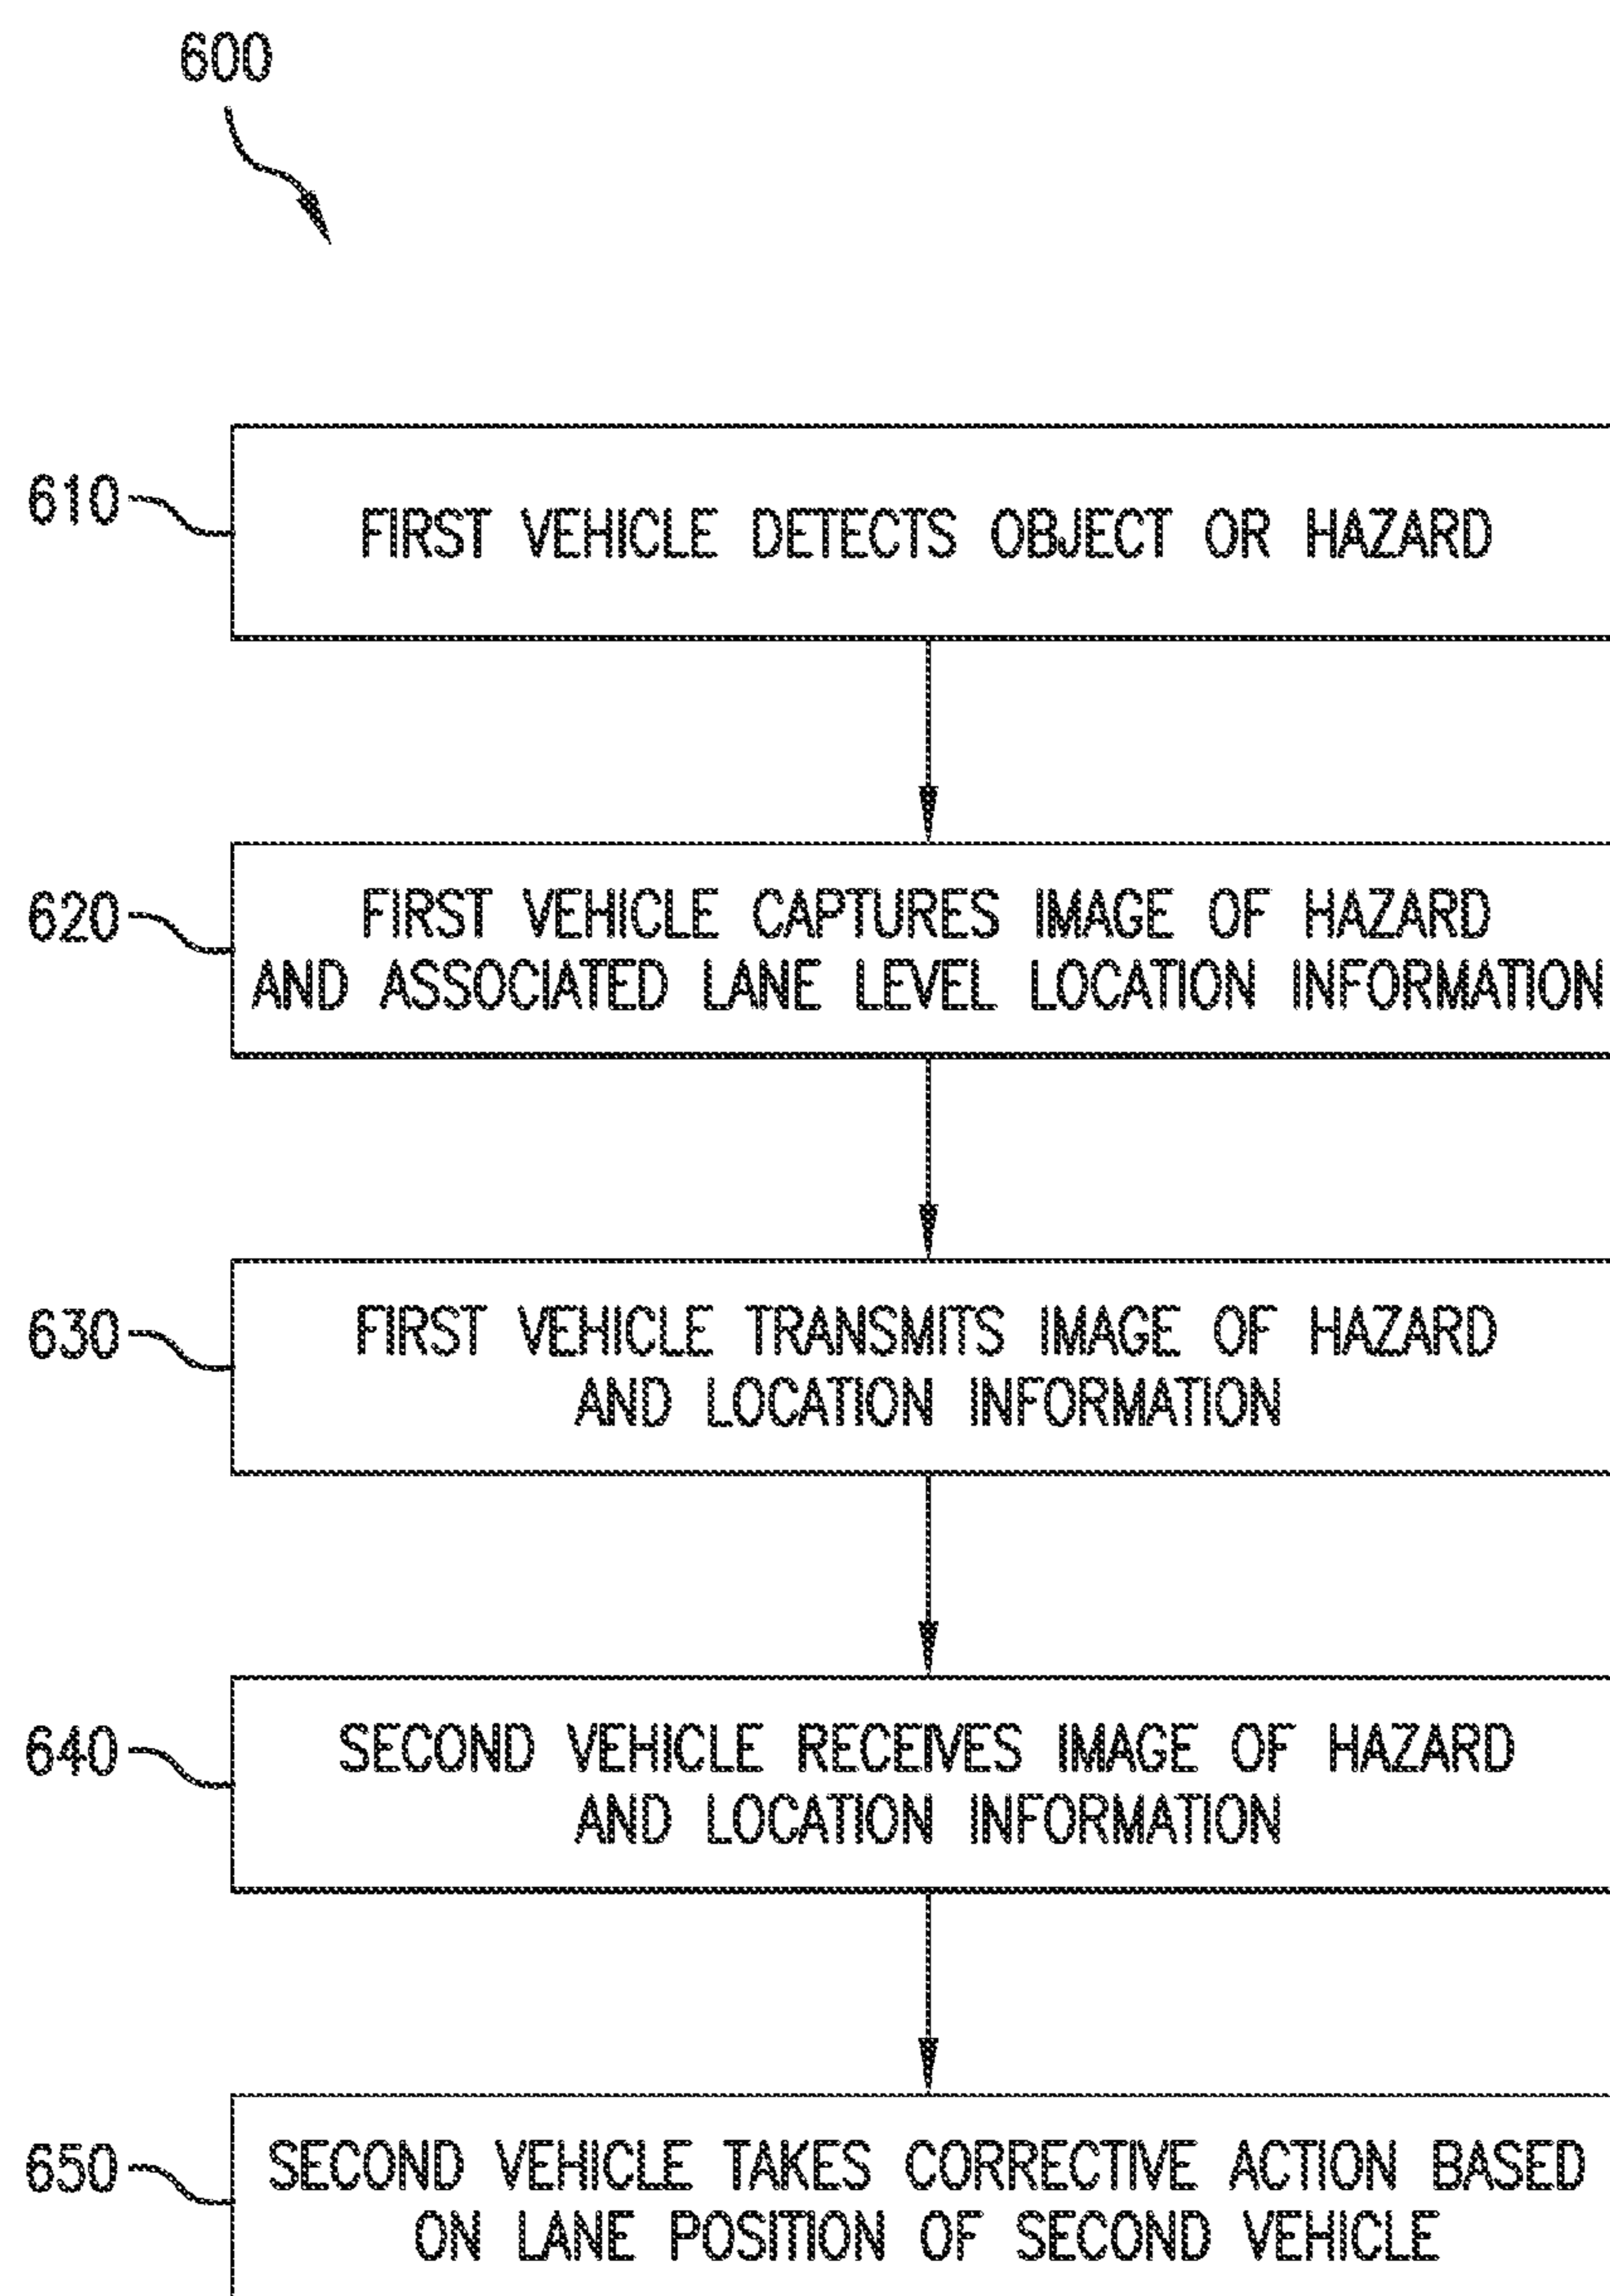 600
610
FIRST VEHICLE DETECTS OBJECT OR HAZARD
620
FIRST VEHICLE CAPTURES IMAGE OF HAZARD
AND ASSOCIATED LANE LEVEL LOCATION INFORMATION
630
FIRST VEHICLE TRANSMITS IMAGE OF HAZARD
AND LOCATION INFORMATION
640
SECOND VEHICLE RECEIVES IMAGE OF HAZARD
AND LOCATION INFORMATION
650
SECOND VEHICLE TAKES CORRECTIVE ACTION BASED
ON LANE POSITION OF SECOND VEHICLE